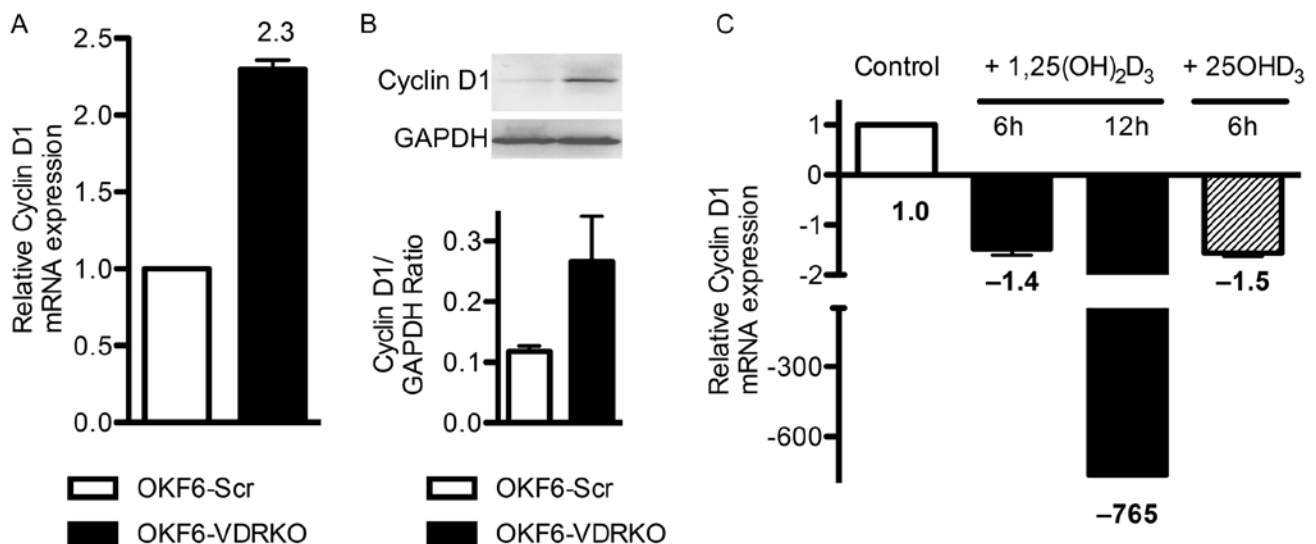 A
Relative Cyclin D1
mRNA expression
2.5
2.0
1.5
1.0
0.5
0.0
2.3
OKF6-Scr
OKF6-VDRKO
B
Cyclin D1
GAPDH
Cyclin D1/
GAPDH Ratio
0.3
0.2
0.1
0.0
OKF6-Scr
OKF6-VDRKO
C
Control
+ 1,25(OH)₂D₃
+ 25OHD₃
6h
12h
6h
Relative Cyclin D1
mRNA expression
1
0
-1
-2
-300
-600
1.0
–1.4
–765
–1.5